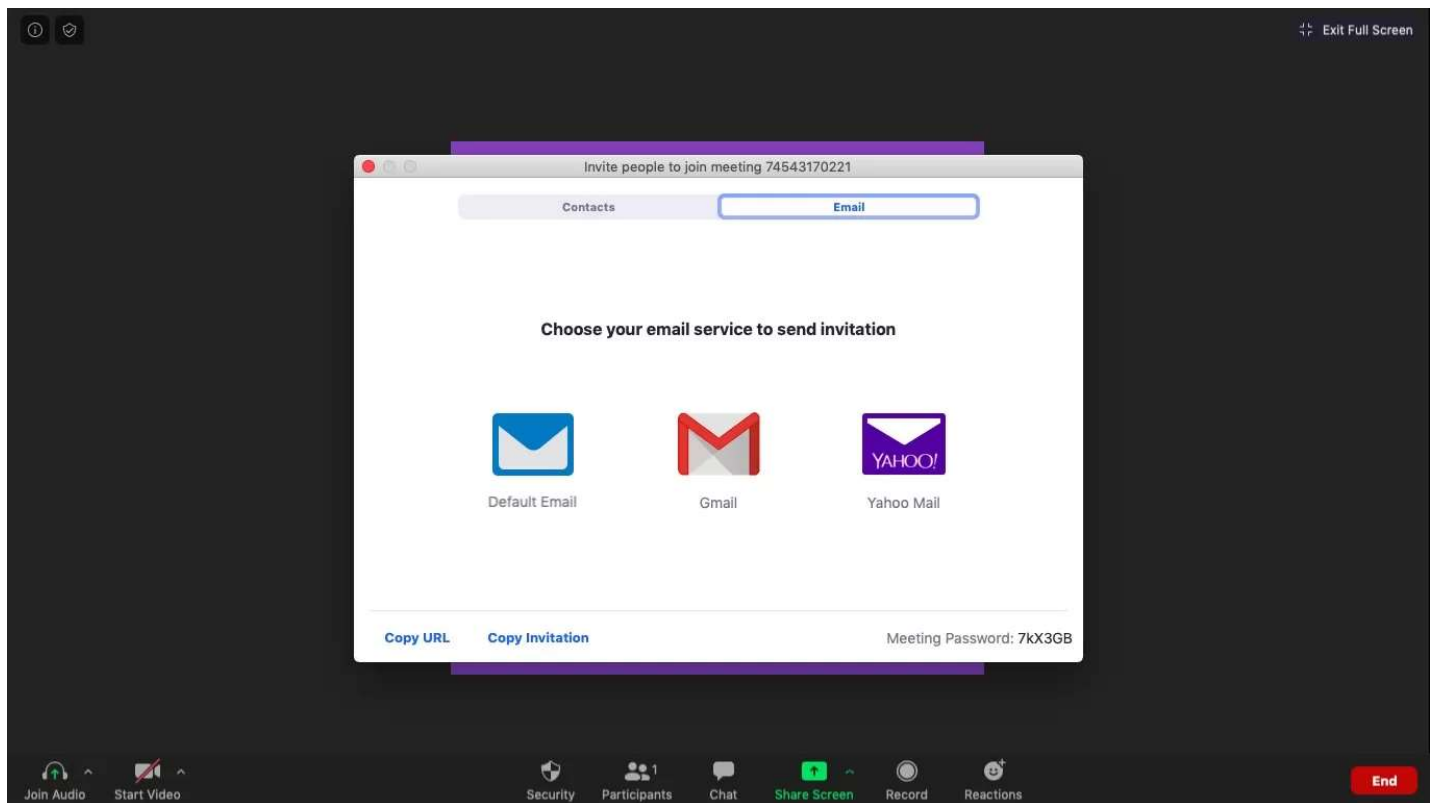 Exit Full Screen
Invite people to join meeting 74543170221
Contacts
Email
Choose your email service to send invitation
YAHOO!
Default Email
Gmail
Yahoo Mail
Copy URL
Copy Invitation
Meeting Password: 7kX3GB
Join Audio
Start Video
Security
1
Participants
Chat
Share Screen
Record
Reactions
End